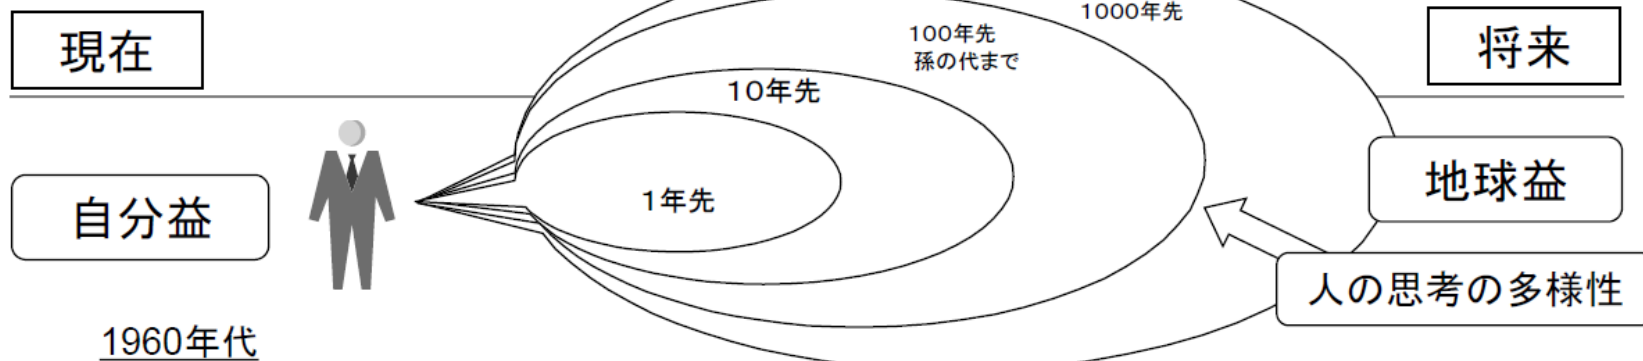 1000年先
現在
100年先
孫の代まで
将来
10年先
地球益
自分益
1年先
人の思考の多様性
1960年代